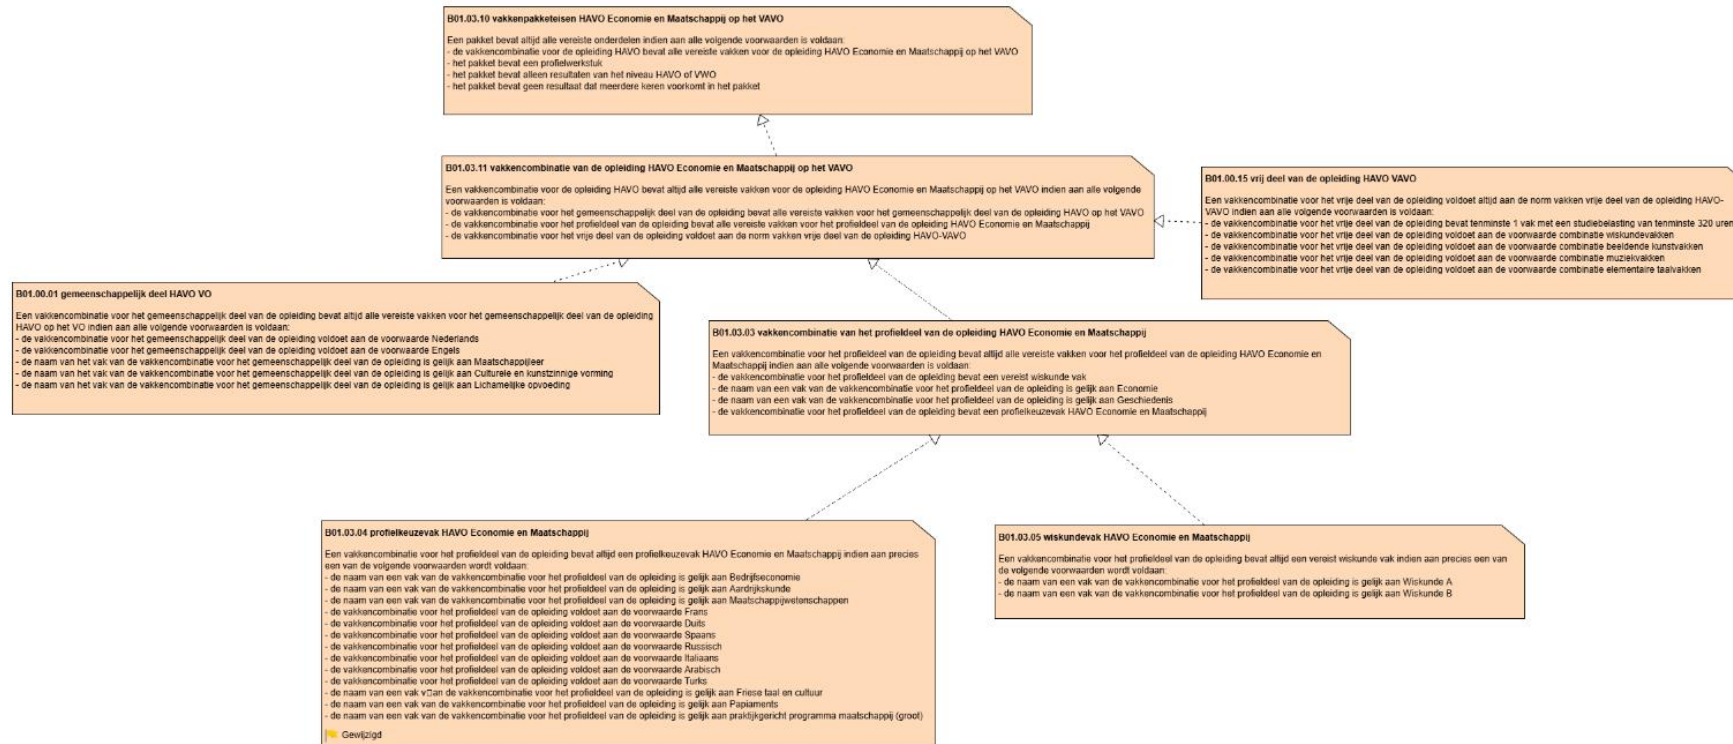 B01.03.10 vakkenpakketeisen HAVO Economie en Maatschappij op het VAVO
Een pakket bevat altijd alle vereiste onderdelen indien aan alle volgende voorwaarden is voldaan:
- de vakkencombinatie voor de opleiding HAVO bevat alle vereiste vakken voor de opleiding HAVO Economie en Maatschappij op het VAVO
- het pakket bevat een profielwerkstuk
- het pakket bevat alleen resultaten van het niveau HAVO of VWO
- het pakket bevat geen resultaat dat meerdere keren voorkomt in het pakket
B01.03.11 vakkencombinatie van de opleiding HAVO Economie en Maatschappij op het VAVO
Een vakkencombinatie voor de opleiding HAVO bevat altijd alle vereiste vakken voor de opleiding HAVO Economie en Maatschappij op het VAVO indien aan alle volgende
voorwaarden is voldaan:
- de vakkencombinatie voor het gemeenschappelijk deel van de opleiding bevat alle vereiste vakken voor het gemeenschappelijk deel van de opleiding HAVO op het VAVO
- de vakkencombinatie voor het profieldeel van de opleiding bevat alle vereiste vakken voor het profieldeel van de opleiding HAVO Economie en Maatschappij
- de vakkencombinatie voor het vrije deel van de opleiding voldoet aan de norm vakken vrije deel van de opleiding HAVO-VAVO
B01.00.15 vrij deel van de opleiding HAVO VAVO
Een vakkencombinatie voor het vrije deel van de opleiding voldoet altijd aan de norm vakken vrije deel van de opleiding HAVO-
VAVO indien aan alle volgende voorwaarden is voldaan:
- de vakkencombinatie voor het vrije deel van de opleiding bevat tenminste 1 vak met een studiebelasting van tenminste 320 uren
- de vakkencombinatie voor het vrije deel van de opleiding voldoet aan de voorwaarde combinatie wiskundevakken
- de vakkencombinatie voor het vrije deel van de opleiding voldoet aan de voorwaarde combinatie beeldende kunstvakken
- de vakkencombinatie voor het vrije deel van de opleiding voldoet aan de voorwaarde combinatie muziekvakken
- de vakkencombinatie voor het vrije deel van de opleiding voldoet aan de voorwaarde combinatie elementaire taalvakken
B01.00.01 gemeenschappelijk deel HAVO VO
Een vakkencombinatie voor het gemeenschappelijk deel van de opleiding bevat altijd alle vereiste vakken voor het gemeenschappelijk deel van de opleiding
HAVO op het VO indien aan alle volgende voorwaarden is voldaan:
- de vakkencombinatie voor het gemeenschappelijk deel van de opleiding voldoet aan de voorwaarde Nederlands
- de vakkencombinatie voor het gemeenschappelijk deel van de opleiding voldoet aan de voorwaarde Engels
- de naam van het vak van de vakkencombinatie voor het gemeenschappelijk deel van de opleiding is gelijk aan Maatschappijleer
- de naam van het vak van de vakkencombinatie voor het gemeenschappelijk deel van de opleiding is gelijk aan Culturele en kunstzinnige vorming
- de naam van het vak van de vakkencombinatie voor het gemeenschappelijk deel van de opleiding is gelijk aan Lichamelijke opvoeding
B01.03.03 vakkencombinatie van het profieldeel van de opleiding HAVO Economie en Maatschappij
Een vakkencombinatie voor het profieldeel van de opleiding bevat altijd alle vereiste vakken voor het profieldeel van de opleiding HAVO Economie en
Maatschappij indien aan alle volgende voorwaarden is voldaan:
- de vakkencombinatie voor het profieldeel van de opleiding bevat een vereist wiskunde vak
- de naam van een vak van de vakkencombinatie voor het profieldeel van de opleiding is gelijk aan Economie
- de naam van een vak van de vakkencombinatie voor het profieldeel van de opleiding is gelijk aan Geschiedenis
- de vakkencombinatie voor het profieldeel van de opleiding bevat een profielkeuzevak HAVO Economie en Maatschappij
B01.03.04 profielkeuzevak HAVO Economie en Maatschappij
Een vakkencombinatie voor het profieldeel van de opleiding bevat altijd een profielkeuzevak HAVO Economie en Maatschappij indien aan precies
een van de volgende voorwaarden wordt voldaan:
- de naam van een vak van de vakkencombinatie voor het profieldeel van de opleiding is gelijk aan Bedrijfseconomie
- de naam van een vak van de vakkencombinatie voor het profieldeel van de opleiding is gelijk aan Aardrijkskunde
- de naam van een vak van de vakkencombinatie voor het profieldeel van de opleiding is gelijk aan Maatschappijwetenschappen
- de vakkencombinatie voor het profieldeel van de opleiding voldoet aan de voorwaarde Frans
- de vakkencombinatie voor het profieldeel van de opleiding voldoet aan de voorwaarde Duits
- de vakkencombinatie voor het profieldeel van de opleiding voldoet aan de voorwaarde Spaans
- de vakkencombinatie voor het profieldeel van de opleiding voldoet aan de voorwaarde Russisch
- de vakkencombinatie voor het profieldeel van de opleiding voldoet aan de voorwaarde Italiaans
- de vakkencombinatie voor het profieldeel van de opleiding voldoet aan de voorwaarde Arabisch
- de vakkencombinatie voor het profieldeel van de opleiding voldoet aan de voorwaarde Turks
- de naam van een vak v□an de vakkencombinatie voor het profieldeel van de opleiding is gelijk aan Friese taal en cultuur
- de naam van een vak van de vakkencombinatie voor het profieldeel van de opleiding is gelijk aan Papiaments
- de naam van een vak van de vakkencombinatie voor het profieldeel van de opleiding is gelijk aan praktijkgericht programma maatschappij (groot)
Gewijzigd
B01.03.05 wiskundevak HAVO Economie en Maatschappij
Een vakkencombinatie voor het profieldeel van de opleiding bevat altijd een vereist wiskunde vak indien aan precies een van
de volgende voorwaarden wordt voldaan:
- de naam van een vak van de vakkencombinatie voor het profieldeel van de opleiding is gelijk aan Wiskunde A
- de naam van een vak van de vakkencombinatie voor het profieldeel van de opleiding is gelijk aan Wiskunde B